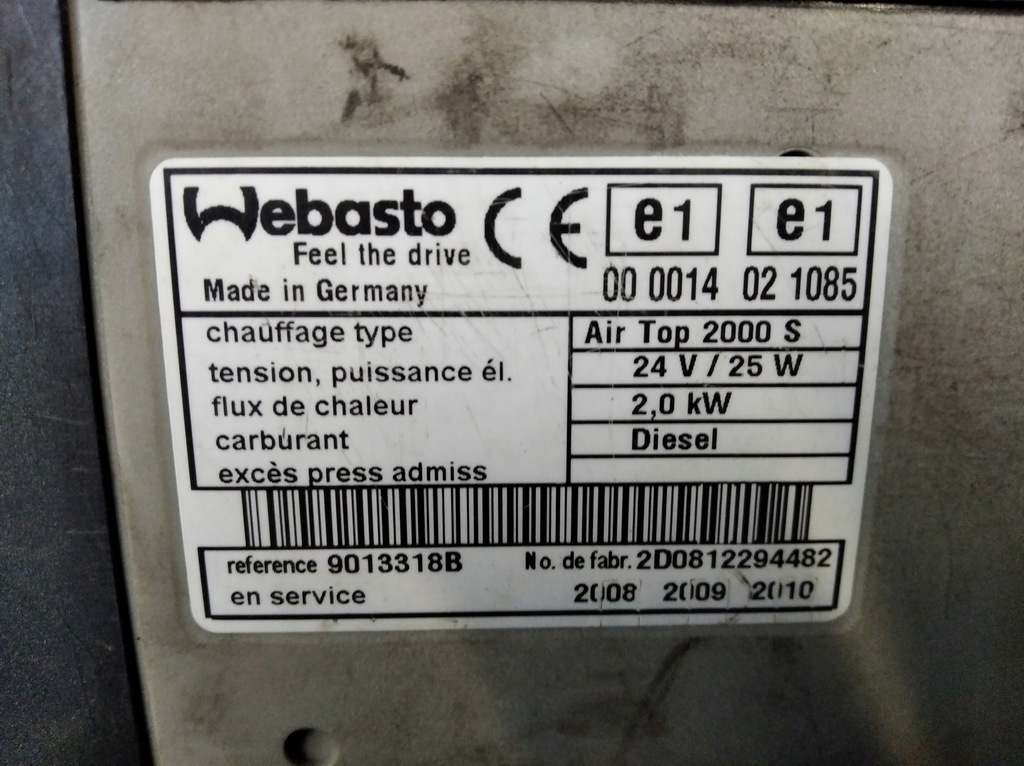 Webasto CE e1 e1
Feel the drive
Made in Germany 00 0014 02 1085
chauffage type Air Top 2000 S
tension, puissance él. 24 V / 25 W
flux de chaleur 2,0 kW
carburant Diesel
excès press admiss
reference 9013318B No. de fabr. 2D0812294482
en service 2008 2009 2010